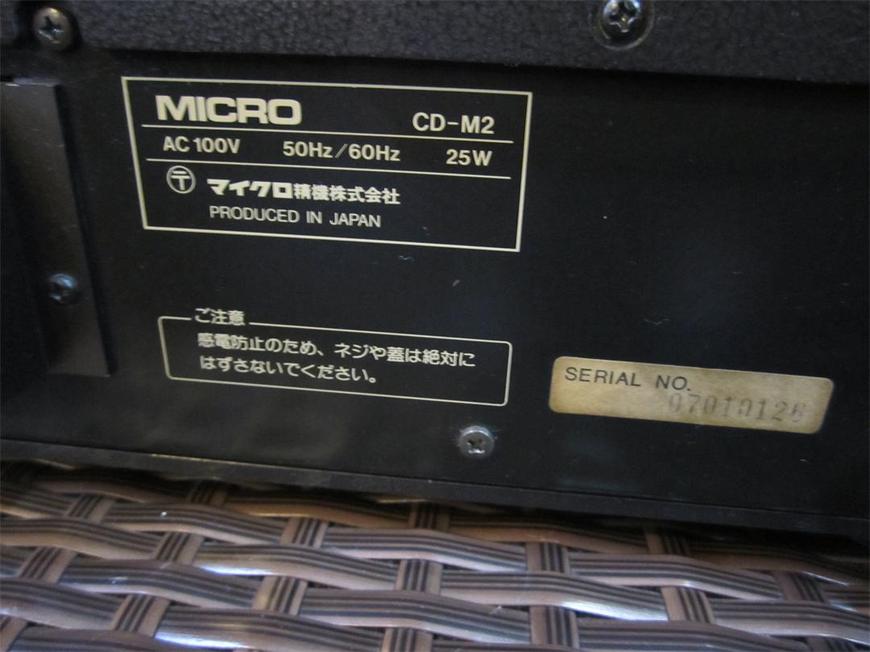 MICRO
CD-M2
AC 100V 50Hz/60Hz 25W
〒 マイクロ精機株式会社
PRODUCED IN JAPAN
ご注意
感電防止のため、ネジや蓋は絶対に
はずさないでください。
SERIAL NO.
07010126